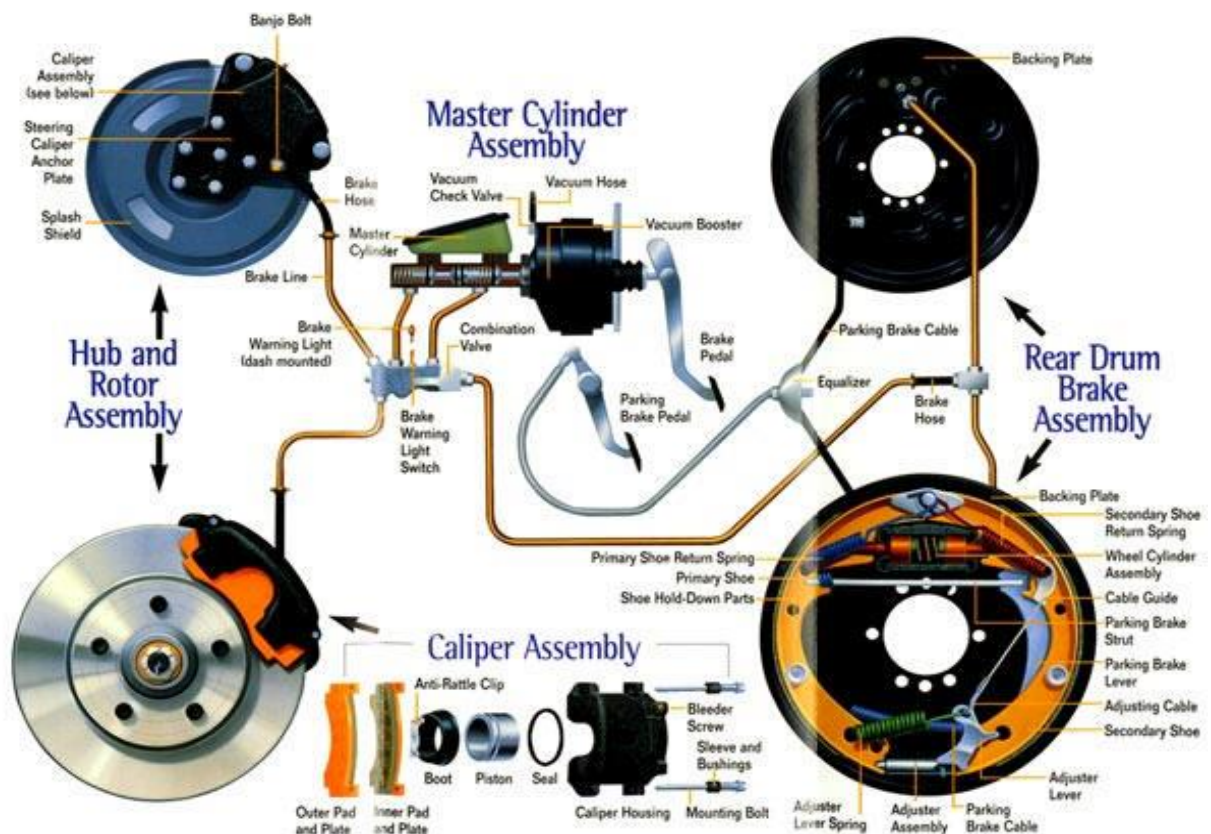 Banjo Bolt
Caliper
Assembly
(see below)
Steering
Caliper
Anchor
Plate
Splash
Shield
Brake
Hose
Brake Line
Hub and
Rotor
Assembly
Master Cylinder
Assembly
Vacuum
Check Valve
Vacuum Hose
Master
Cylinder
Vacuum Booster
Brake
Warning Light
(dash mounted)
Combination
Valve
Brake
Warning
Light
Switch
Brake
Pedal
Parking
Brake Pedal
Backing Plate
Parking Brake Cable
Equalizer
Brake
Hose
Rear Drum
Brake
Assembly
Backing Plate
Secondary Shoe
Return Spring
Primary Shoe Return Spring
Wheel Cylinder
Assembly
Primary Shoe
Shoe Hold-Down Parts
Cable Guide
Parking Brake
Strut
Parking Brake
Lever
Adjusting Cable
Secondary Shoe
Adjuster
Lever
Adjuster
Lever Spring
Adjuster
Assembly
Parking
Brake Cable
Caliper Assembly
Anti-Rattle Clip
Bleeder
Screw
Sleeve and
Bushings
Boot
Piston
Seal
Outer Pad
and Plate
Inner Pad
and Plate
Caliper Housing
Mounting Bolt